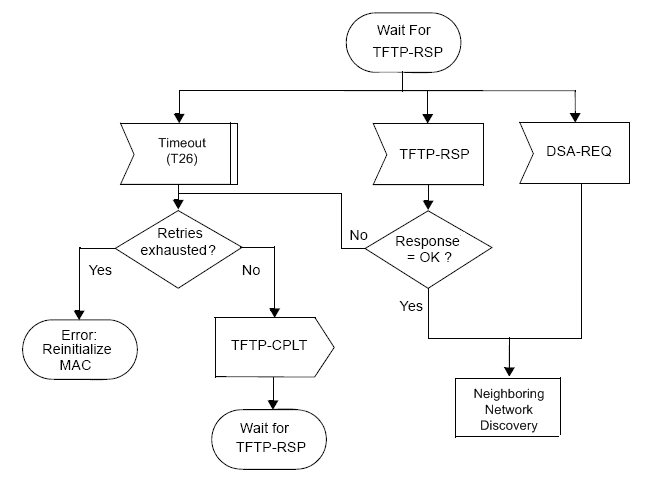 Wait For
TFTP-RSP
Timeout
(T26)
TFTP-RSP
DSA-REQ
Retries
exhausted?
No
Response
= OK ?
Yes
No
Yes
Error:
Reinitialize
MAC
TFTP-CPLT
Neighboring
Network
Discovery
Wait for
TFTP-RSP